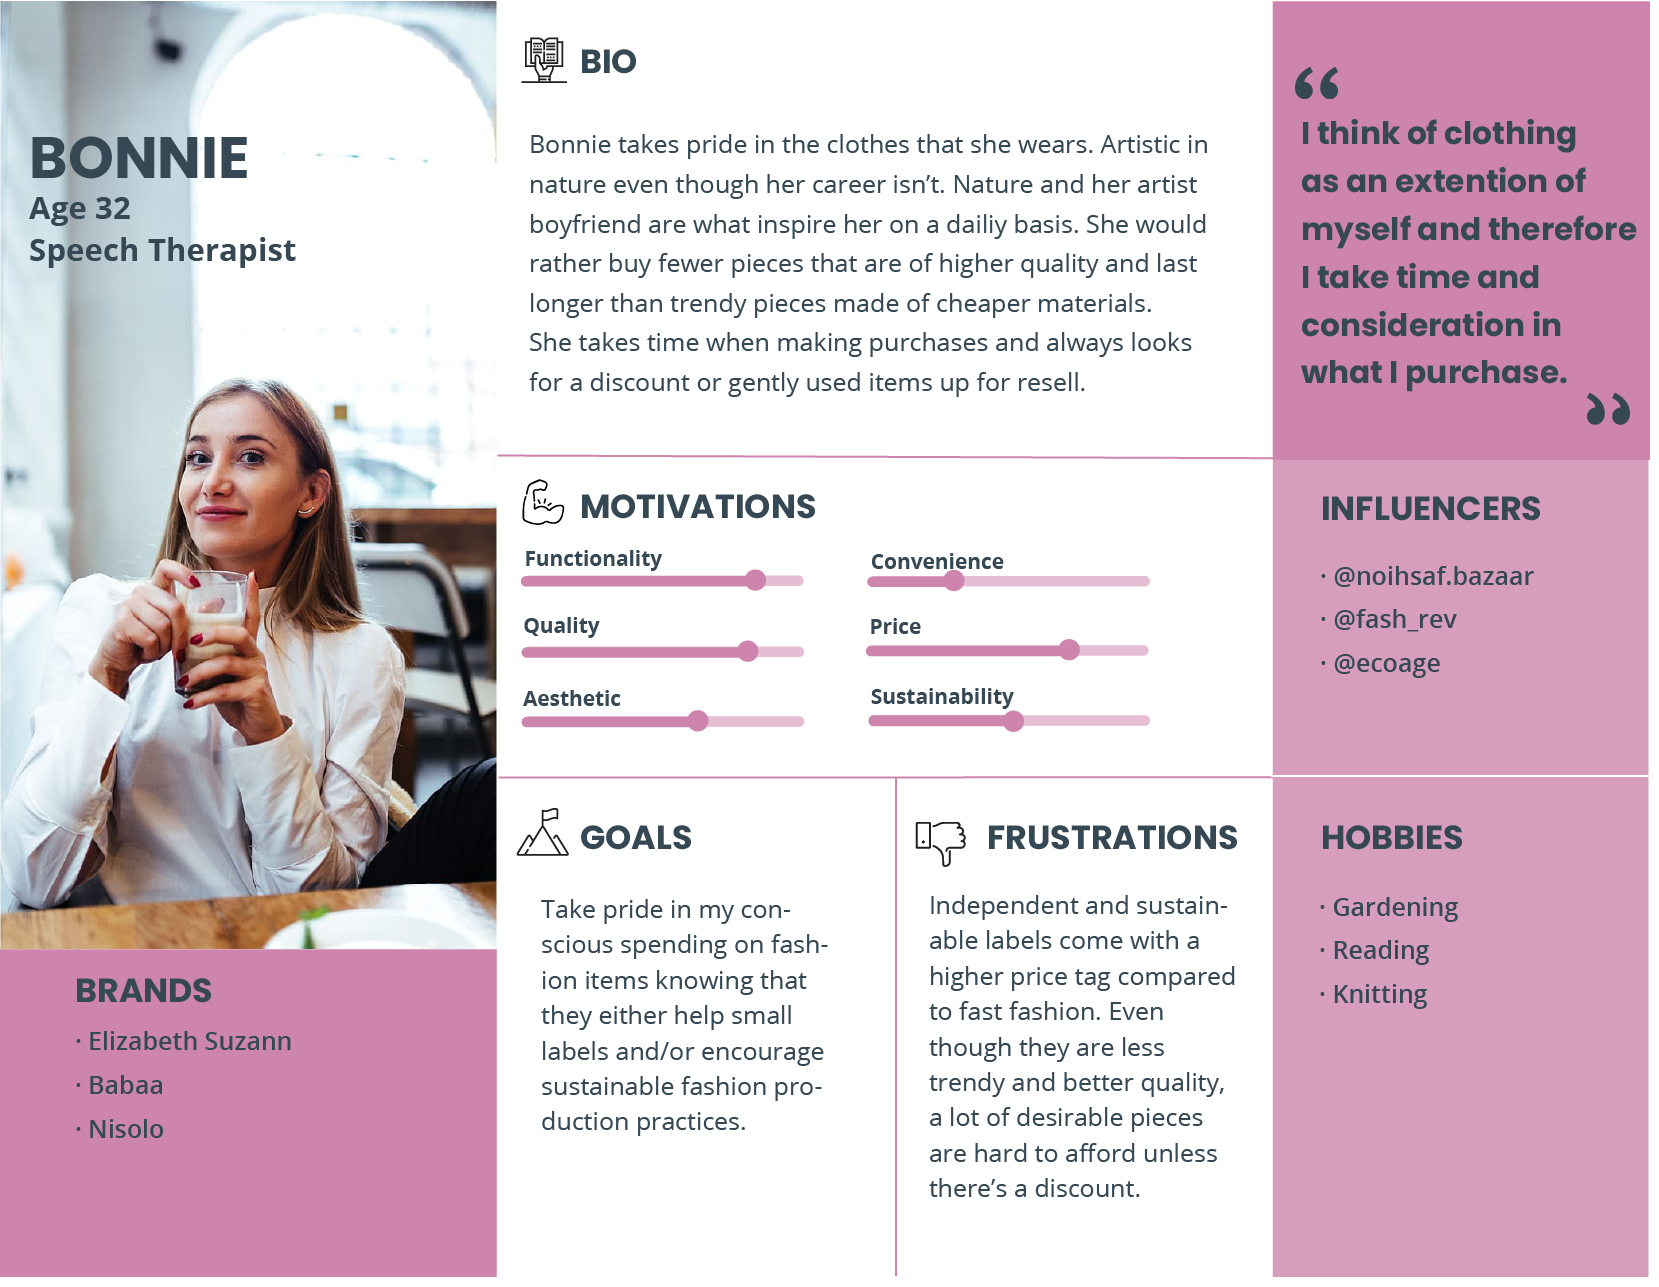 BONNIE
Age 32
Speech Therapist
BRANDS
· Elizabeth Suzann
· Babaa
· Nisolo
BIO
Bonnie takes pride in the clothes that she wears. Artistic in
nature even though her career isn’t. Nature and her artist
boyfriend are what inspire her on a dailiy basis. She would
rather buy fewer pieces that are of higher quality and last
longer than trendy pieces made of cheaper materials.
She takes time when making purchases and always looks
for a discount or gently used items up for resell.
MOTIVATIONS
Functionality
Convenience
Quality
Price
Aesthetic
Sustainability
GOALS
Take pride in my con-
scious spending on fash-
ion items knowing that
they either help small
labels and/or encourage
sustainable fashion pro-
duction practices.
FRUSTRATIONS
Independent and sustain-
able labels come with a
higher price tag compared
to fast fashion. Even
though they are less
trendy and better quality,
a lot of desirable pieces
are hard to afford unless
there’s a discount.
“
I think of clothing
as an extention of
myself and therefore
I take time and
consideration in
what I purchase.
”
INFLUENCERS
· @noihsaf.bazaar
· @fash_rev
· @ecoage
HOBBIES
· Gardening
· Reading
· Knitting